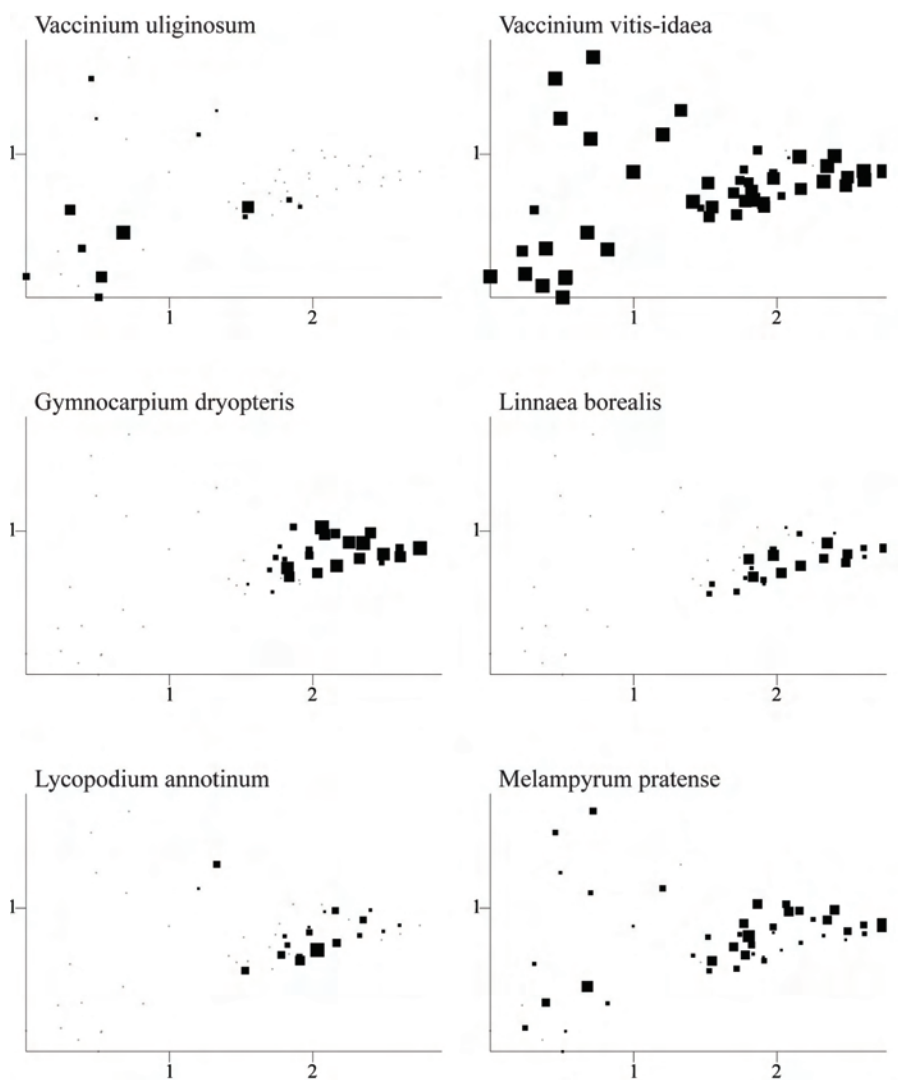 Vaccinium uliginosum
1
1 2
Vaccinium vitis-idaea
1
1 2
Gymnocarpium dryopteris
1
1 2
Linnaea borealis
1
1 2
Lycopodium annotinum
1
1 2
Melampyrum pratense
1
1 2